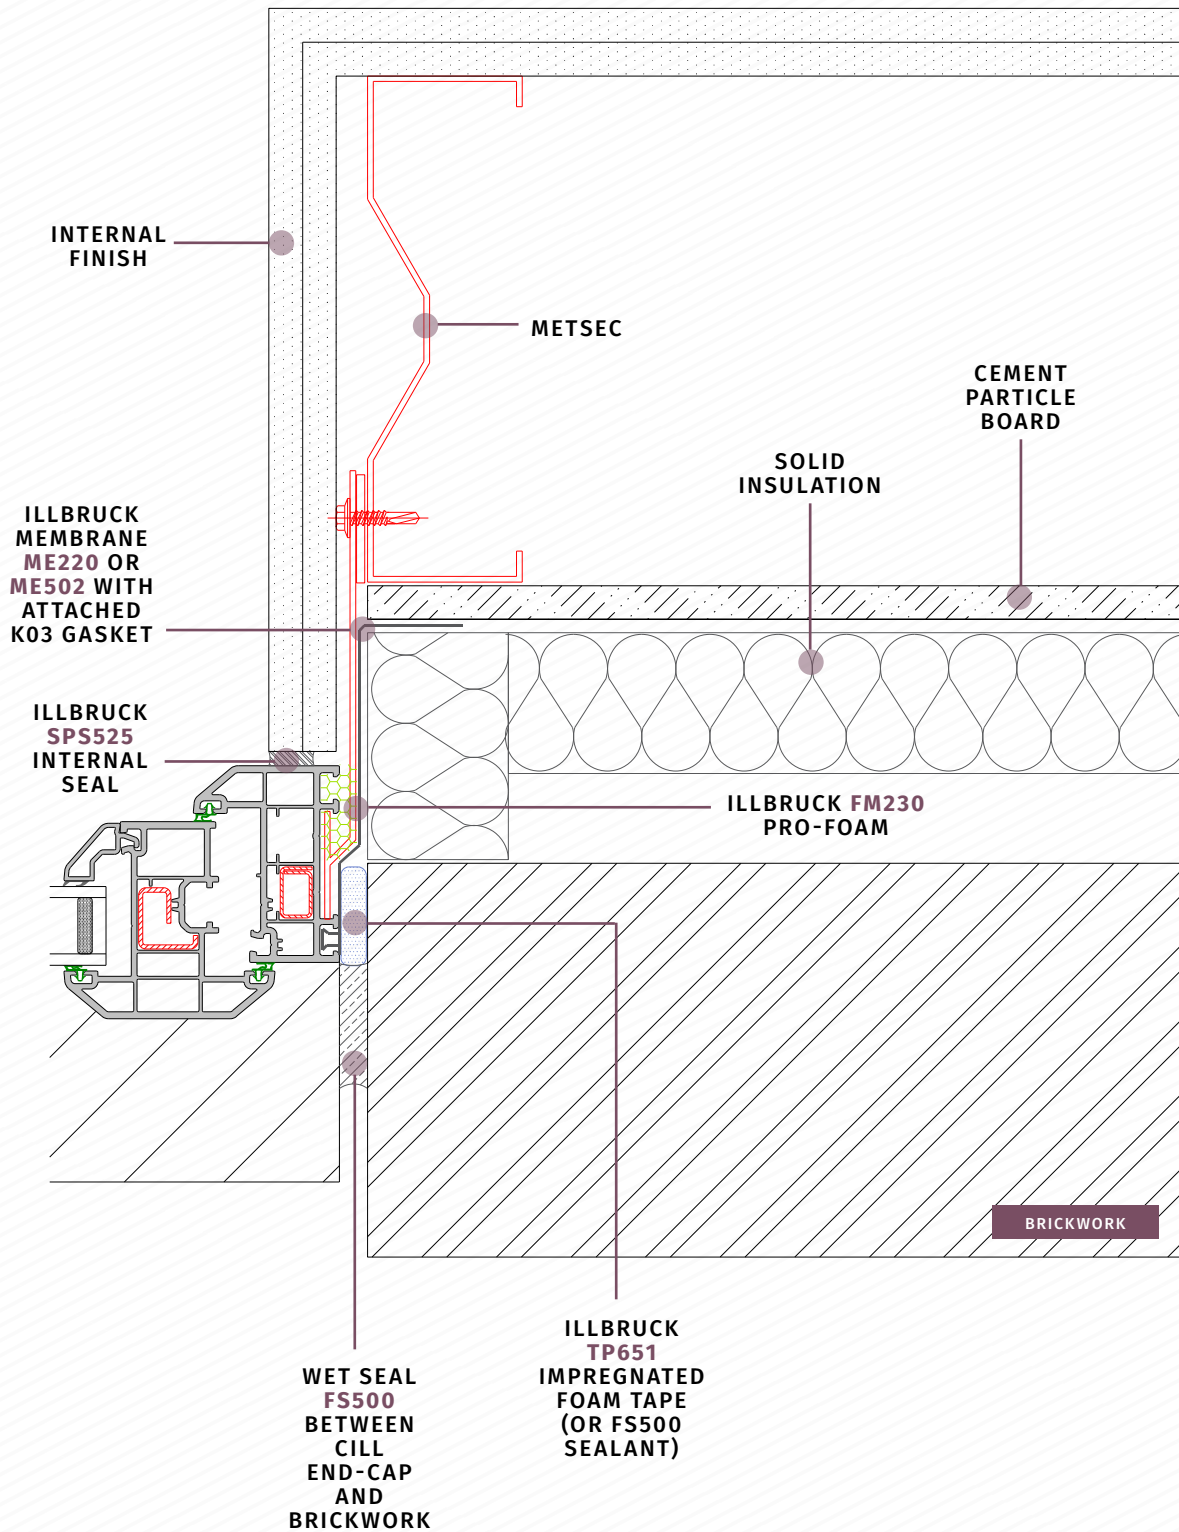 INTERNAL
FINISH
METSEC
CEMENT
PARTICLE
BOARD
SOLID
INSULATION
ILLBRUCK
MEMBRANE
ME220 OR
ME502 WITH
ATTACHED
K03 GASKET
ILLBRUCK
SPS525
INTERNAL
SEAL
ILLBRUCK FM230
PRO-FOAM
BRICKWORK
ILLBRUCK
TP651
IMPREGNATED
FOAM TAPE
(OR FS500
SEALANT)
WET SEAL
FS500
BETWEEN
CILL
END-CAP
AND
BRICKWORK